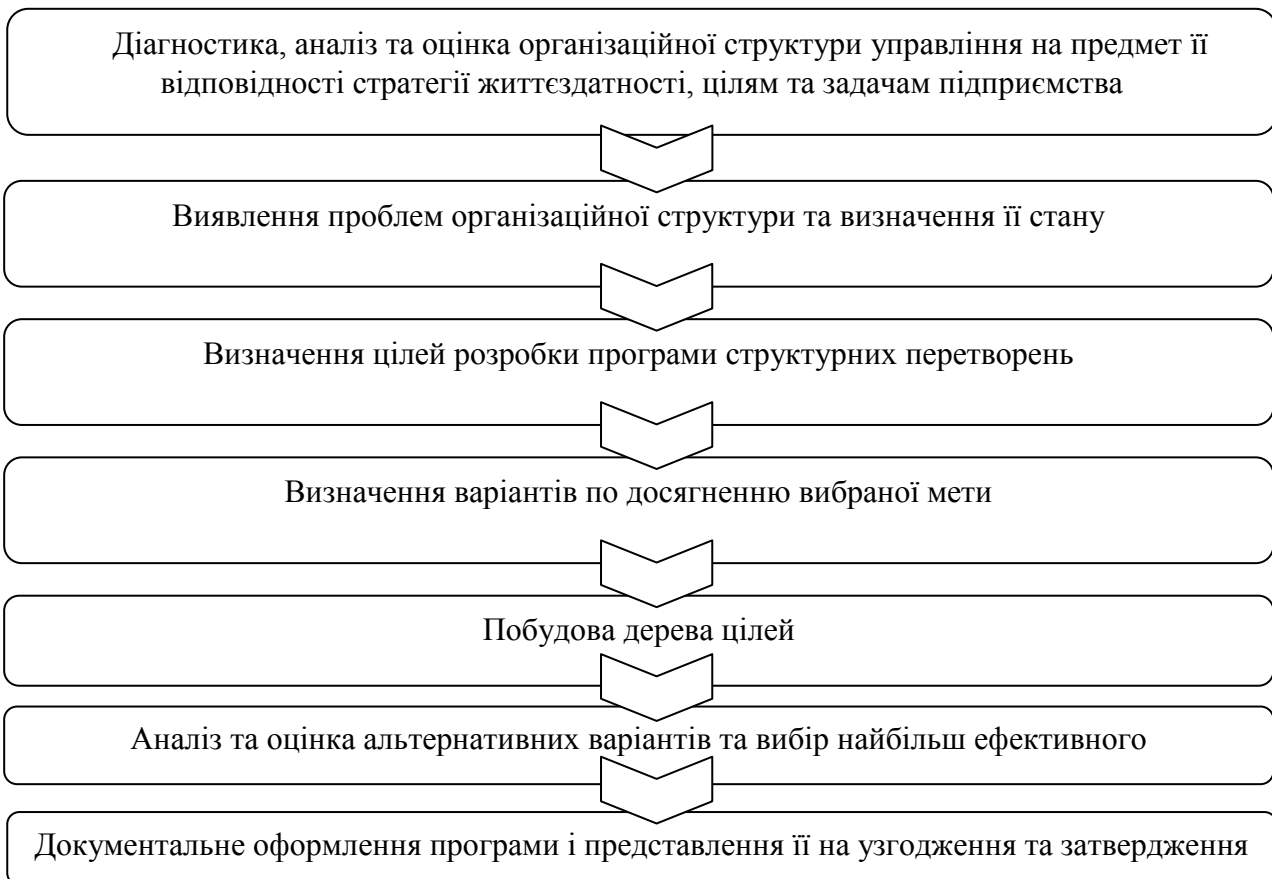 Діагностика, аналіз та оцінка організаційної структури управління на предмет її
відповідності стратегії життєздатності, цілям та задачам підприємства
Виявлення проблем організаційної структури та визначення її стану
Визначення цілей розробки програми структурних перетворень
Визначення варіантів по досягненню вибраної мети
Побудова дерева цілей
Аналіз та оцінка альтернативних варіантів та вибір найбільш ефективного
Документальне оформлення програми і представлення її на узгодження та затвердження